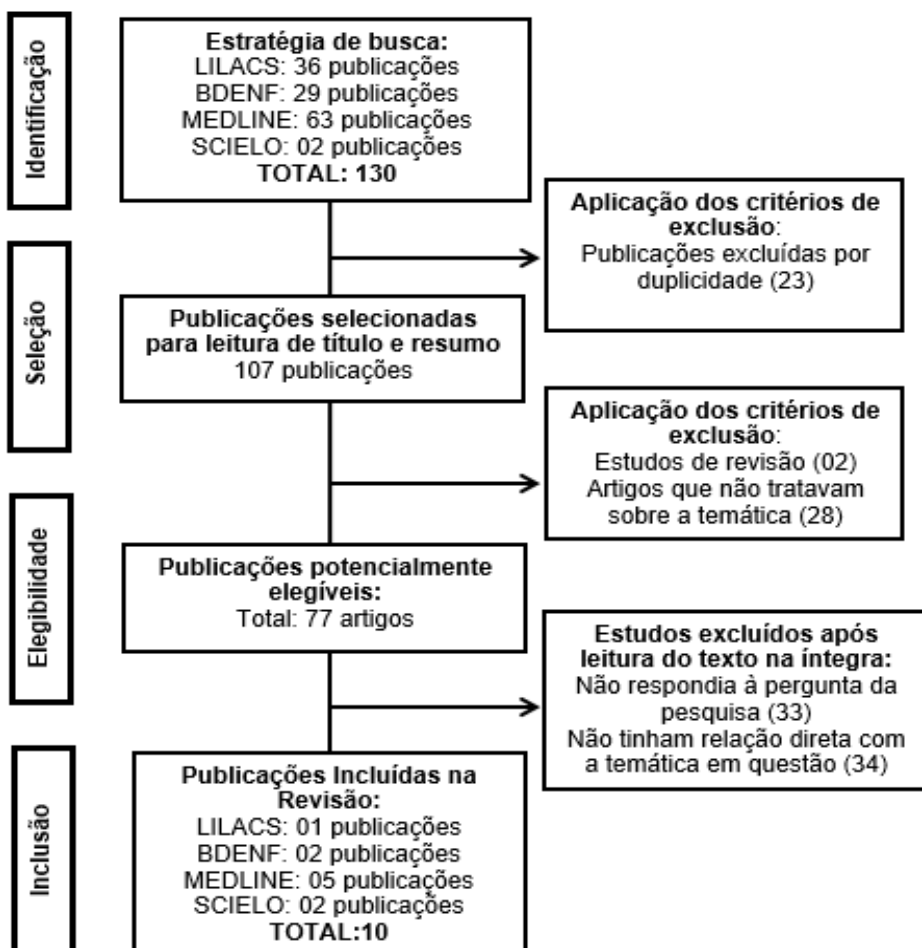 Identificação
Estratégia de busca:
LILACS: 36 publicações
BDENF: 29 publicações
MEDLINE: 63 publicações
SCIELO: 02 publicações
TOTAL: 130
Aplicação dos critérios de
exclusão:
Publicações excluídas por
duplicidade (23)
Seleção
Publicações selecionadas
para leitura de título e resumo
107 publicações
Aplicação dos critérios de
exclusão:
Estudos de revisão (02)
Artigos que não tratavam
sobre a temática (28)
Elegibilidade
Publicações potencialmente
elegíveis:
Total: 77 artigos
Estudos excluídos após
leitura do texto na íntegra:
Não respondia à pergunta da
pesquisa (33)
Não tinham relação direta com
a temática em questão (34)
Inclusão
Publicações Incluídas na
Revisão:
LILACS: 01 publicações
BDENF: 02 publicações
MEDLINE: 05 publicações
SCIELO: 02 publicações
TOTAL:10